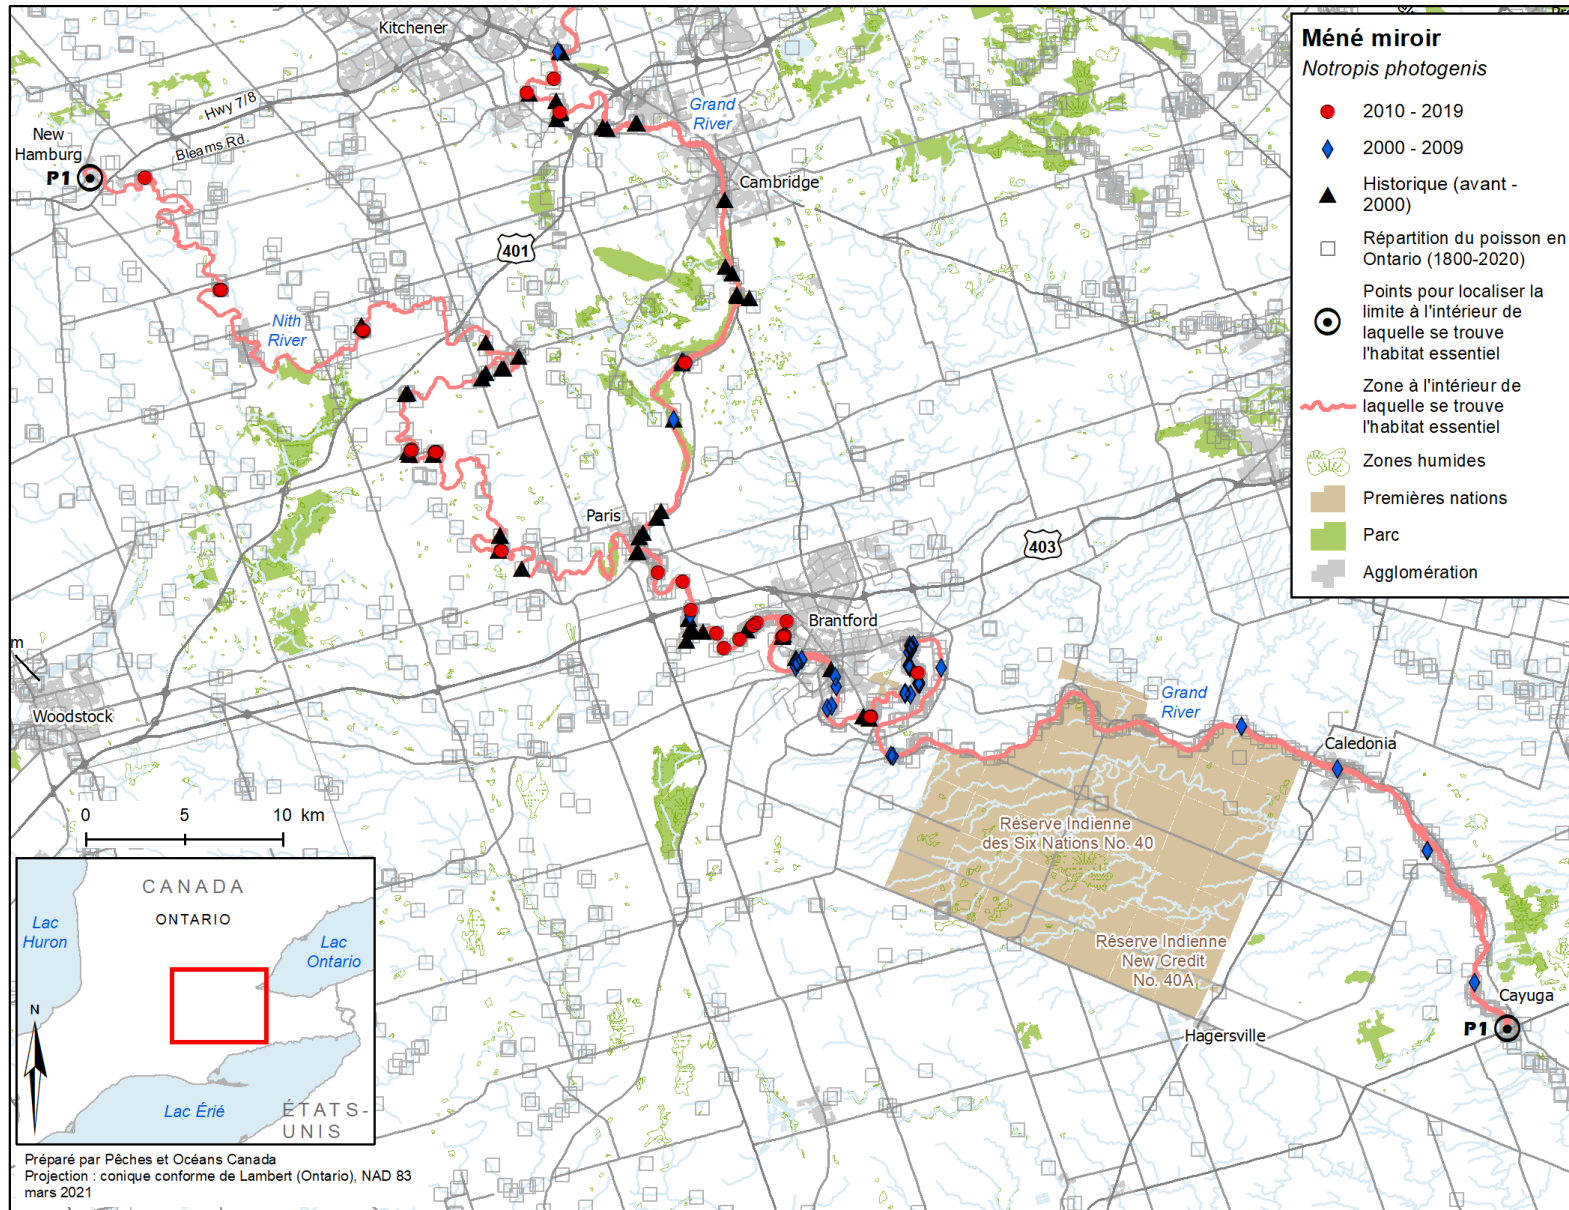 Kitchener
Hwy 7/8
Bleams Rd.
New
Hamburg
P1
Grand
River
Cambridge
401
Nith
River
Paris
403
Brantford
m
Woodstock
Grand
River
Caledonia
Réserve Indienne
des Six Nations No. 40
Réserve Indienne
New Credit
No. 40A
Hagersville
Cayuga
P1
Méné miroir
Notropis photogenis
2010 - 2019
2000 - 2009
Historique (avant -
2000)
Répartition du poisson en
Ontario (1800-2020)
Points pour localiser la
limite à l'intérieur de
laquelle se trouve
l'habitat essentiel
Zone à l'intérieur de
laquelle se trouve
l'habitat essentiel
Zones humides
Premières nations
Parc
Agglomération
0 5 10 km
CANADA
ONTARIO
Lac
Huron
Lac
Ontario
N
Lac Érié
ÉTATS-
UNIS
Préparé par Pêches et Océans Canada
Projection : conique conforme de Lambert (Ontario), NAD 83
mars 2021